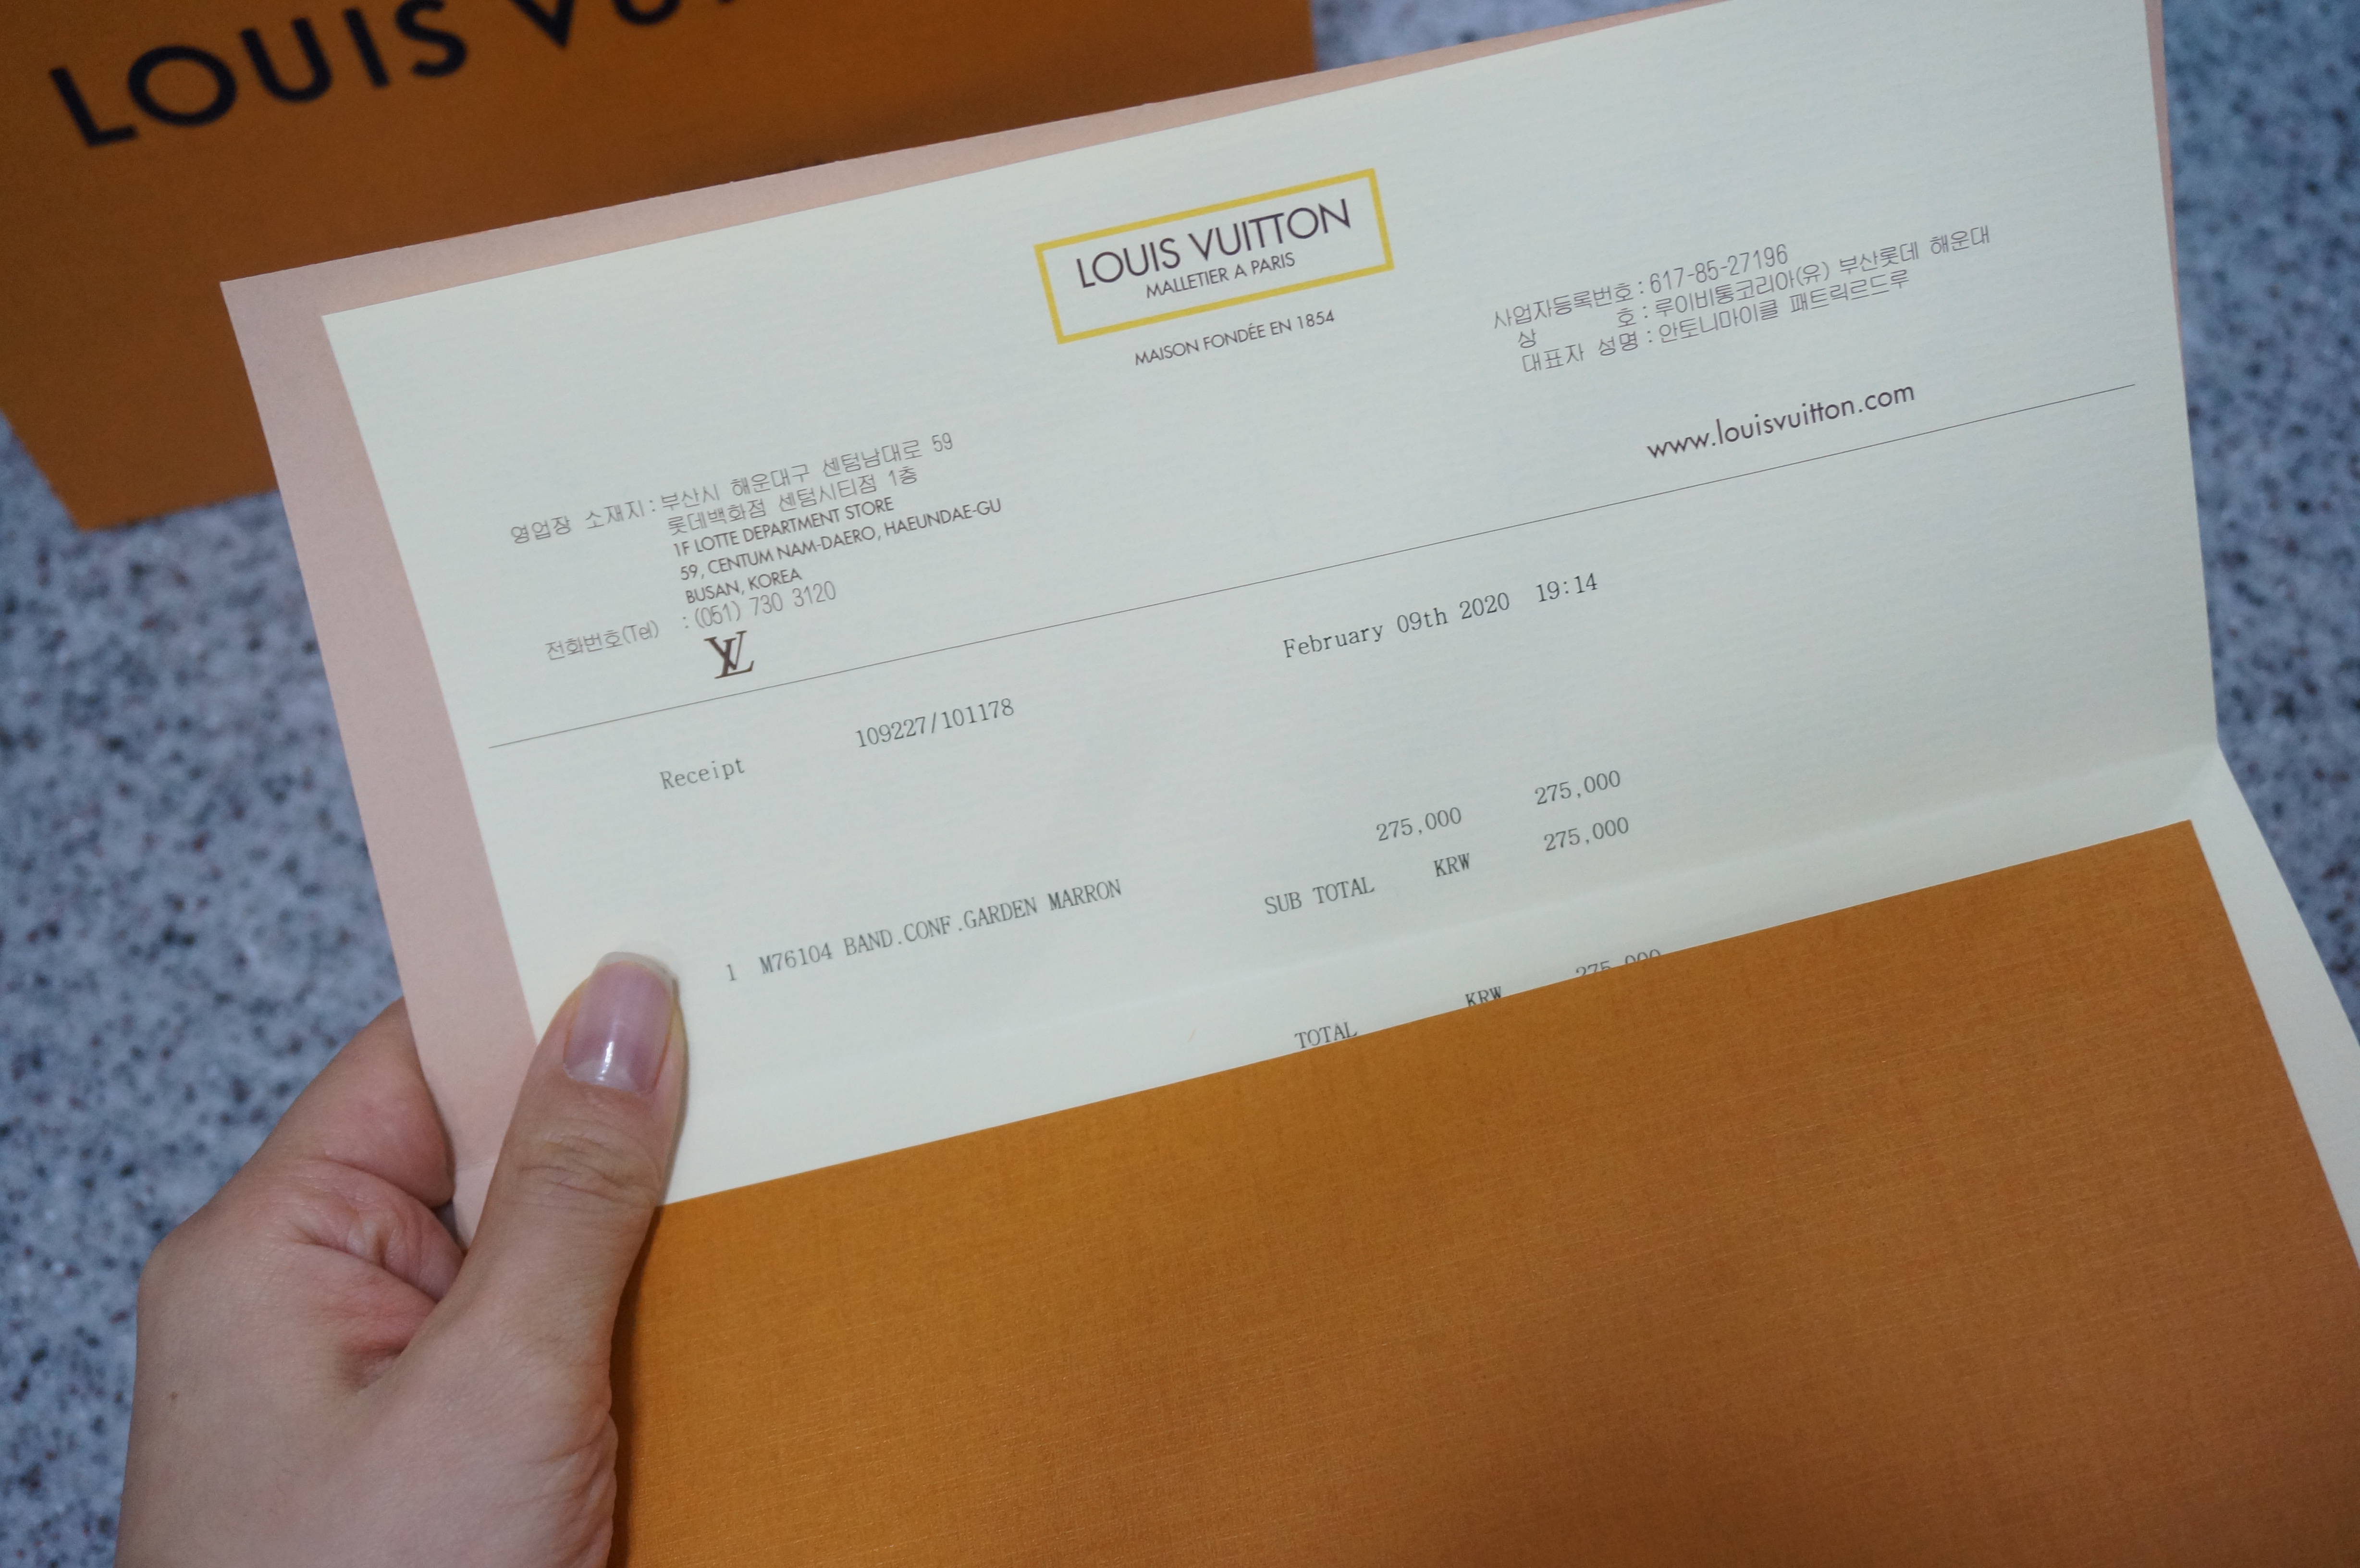 LOUIS VU
LOUIS VUITTON
MALLETIER A PARIS
MAISON FONDÉE EN 1854
사업자등록번호 : 617-85-27196
상 호 : 루이비통코리아(유) 부산롯데 해운대
대표자 성명 : 안토니마이클 패트릭르드루
www.louisvuitton.com
영업장 소재지 : 부산시 해운대구 센텀남대로 59
롯데백화점 센텀시티점 1층
1F LOTTE DEPARTMENT STORE
59, CENTUM NAM-DAERO, HAEUNDAE-GU
BUSAN, KOREA
전화번호(Tel) : (051) 730 3120
LV
February 09th 2020 19:14
Receipt 109227/101178
1 M76104 BAND.CONF.GARDEN MARRON 275,000 275,000
SUB TOTAL KRW 275,000
TOTAL KRW 275,000